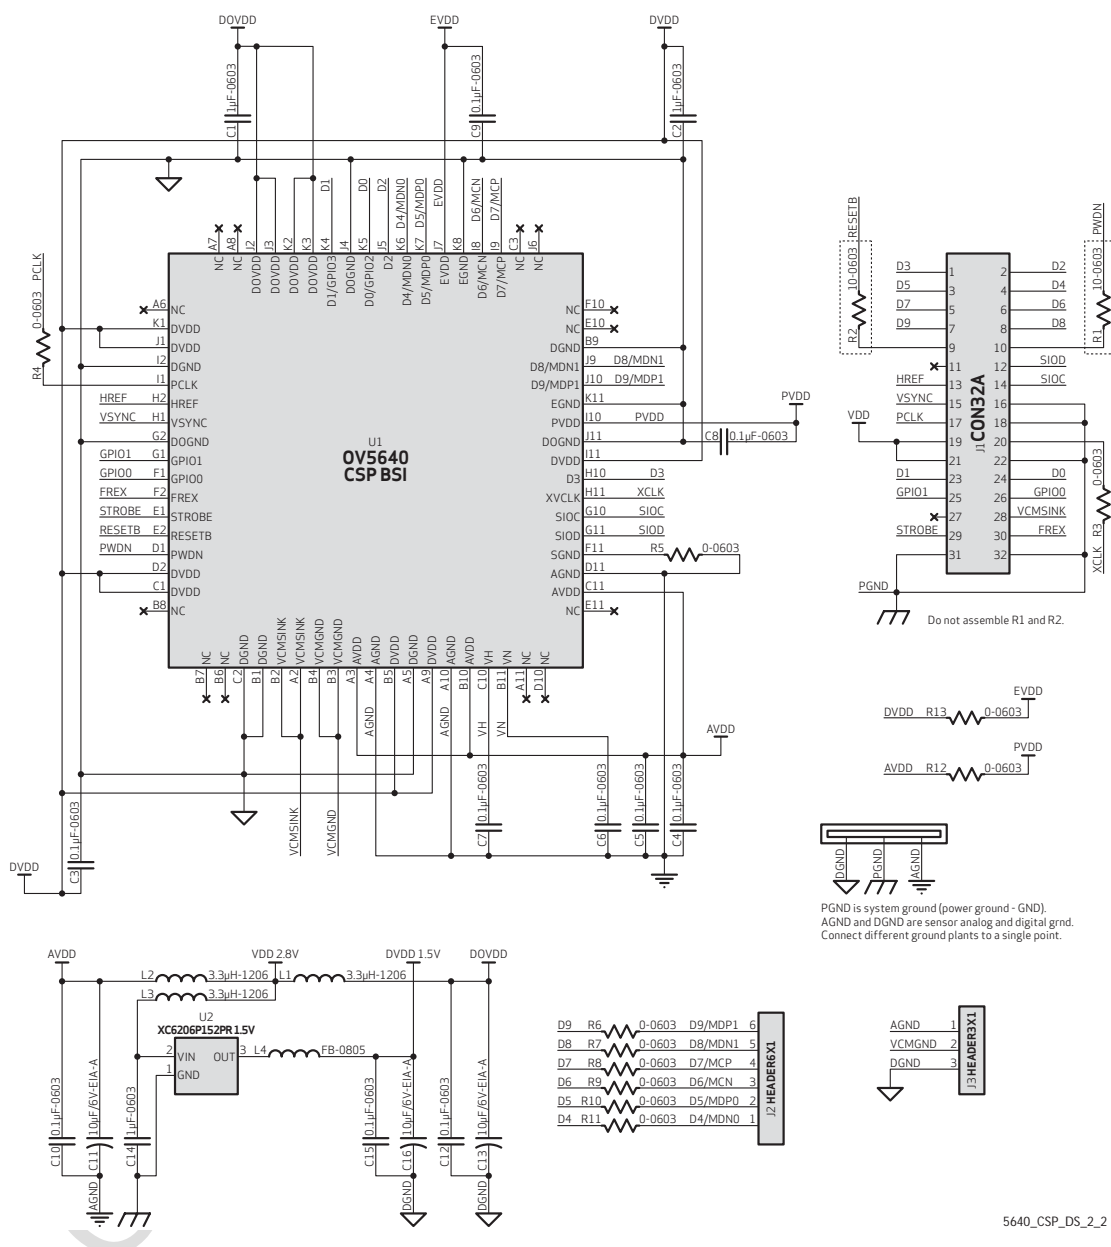 DOVDD
EVDD
DVDD
C1 1μF-0603
C9 0.1μF-0603
C2 1μF-0603
D1
D0
D2
D4/MDN0
D5/MDP0
EVDD
D6/MCN
D7/MCP
A7 NC
A8 NC
J2 DOVDD
J3 DOVDD
K2 DOVDD
K3 DOVDD
K4 D1/GPIO3
J4 DOGND
K5 D0/GPIO2
J5 D2
K6 D4/MDN0
K7 D5/MDP0
J7 EVDD
K8 EGND
I8 D6/MCN
I9 D7/MCP
C3 NC
J6 NC
R4 0-0603 PCLK
A6 NC
K1 DVDD
J1 DVDD
I2 DGND
I1 PCLK
HREF H2 HREF
VSYNC H1 VSYNC
G2 DOGND
GPIO1 G1 GPIO1
GPIO0 F1 GPIO0
FREX F2 FREX
STROBE E1 STROBE
RESETB E2 RESETB
PWDN D1 PWDN
D2 DVDD
C1 DVDD
B8 NC
U1
OV5640
CSP BSI
NC F10
NC E10
DGND B9
D8/MDN1 J9 D8/MDN1
D9/MDP1 J10 D9/MDP1
EGND K11
PVDD I10 PVDD
DOGND J11
DVDD I11
D3 H10 D3
XVCLK H11 XCLK
SIOC G10 SIOC
SIOD G11 SIOD
SGND F11 R5 0-0603
AGND D11
AVDD C11
NC E11
PVDD
C8 0.1μF-0603
B7 NC
B6 NC
C2 DGND
B1 DGND
B2 VCMSINK
A2 VCMSINK
B4 VCMGND
B3 VCMGND
A3 AVDD
A4 AGND
B5 DVDD
A5 DGND
A9 DVDD
A10 AGND
B10 AVDD
C10 VH
B11 VN
A11 NC
D10 NC
AGND
AGND
VH
VN
AVDD
VCMSINK
VCMGND
C7 0.1μF-0603
C6 0.1μF-0603
C5 0.1μF-0603
C4 0.1μF-0603
DVDD
C3 0.1μF-0603
R2 10-0603 RESETB
R1 10-0603 PWDN
J1 CON32A
D3 1 2 D2
D5 3 4 D4
D7 5 6 D6
D9 7 8 D8
9 10
11 12 SIOD
HREF 13 14 SIOC
VSYNC 15 16
PCLK 17 18
VDD
19 20
21 22
D1 23 24 D0
GPIO1 25 26 GPIO0
27 28 VCMSINK
STROBE 29 30 FREX
31 32
XCLK R3 0-0603
PGND
Do not assemble R1 and R2.
EVDD
DVDD R13 0-0603
PVDD
AVDD R12 0-0603
DGND
PGND
AGND
PGND is system ground (power ground - GND).
AGND and DGND are sensor analog and digital grnd.
Connect different ground plants to a single point.
AVDD
VDD 2.8V
DVDD 1.5V
DOVDD
L2 3.3μH-1206 L1 3.3μH-1206
L3 3.3μH-1206
U2
XC6206P152PR 1.5V
2 VIN OUT 3 L4 FB-0805
1 GND
C10 0.1μF-0603
C11 10μF/6V-EIA-A
C14 1μF-0603
C15 0.1μF-0603
C16 10μF/6V-EIA-A
C12 0.1μF-0603
C13 10μF/6V-EIA-A
AGND
DGND
DGND
D9 R6 0-0603 D9/MDP1 6
D8 R7 0-0603 D8/MDN1 5
D7 R8 0-0603 D7/MCP 4
D6 R9 0-0603 D6/MCN 3
D5 R10 0-0603 D5/MDP0 2
D4 R11 0-0603 D4/MDN0 1
J2 HEADER6X1
AGND 1
VCMGND 2
DGND 3
J3 HEADER3X1
5640_CSP_DS_2_2